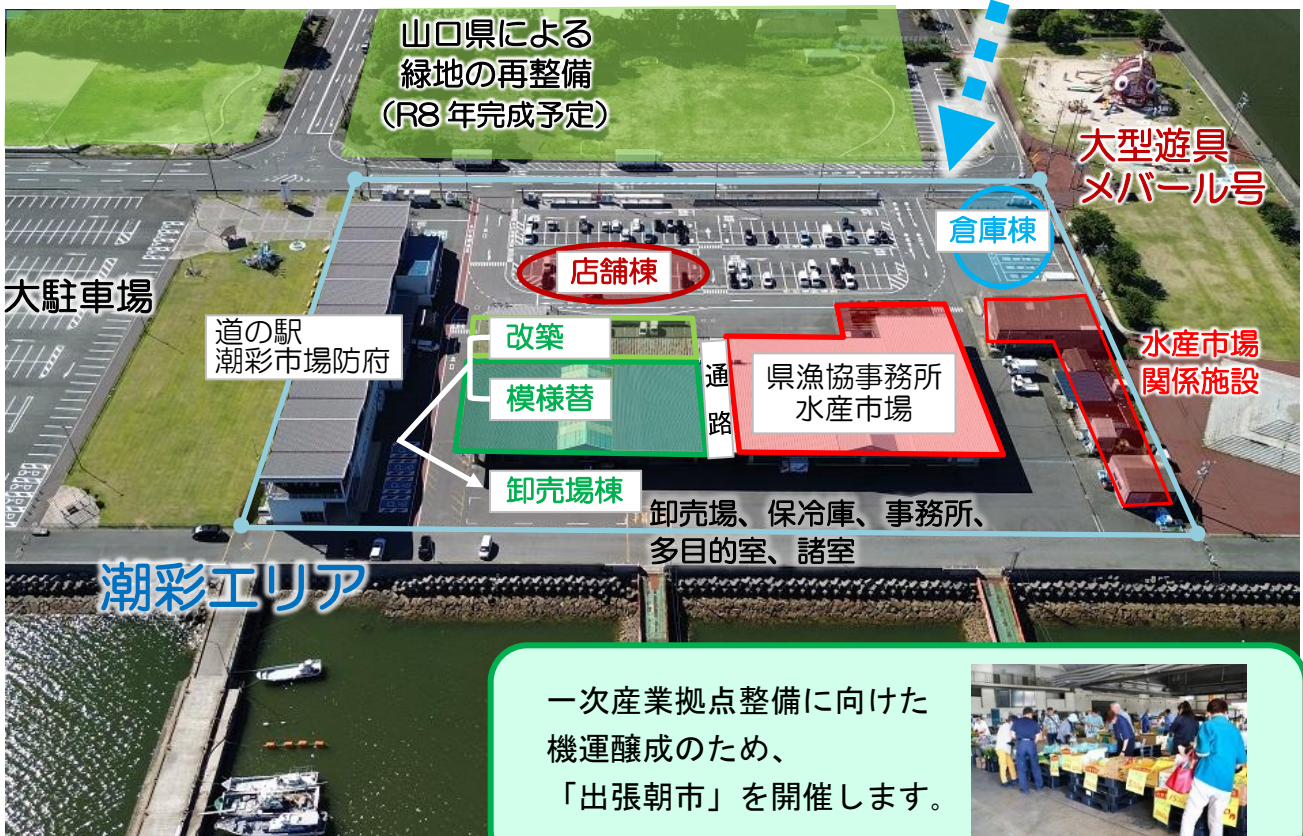 山口県による
緑地の再整備
(R8年完成予定)
大型遊具
メバール号
倉庫棟
店舗棟
大駐車場
道の駅
潮彩市場防府
改築
模様替
通路
県漁協事務所
水産市場
水産市場
関係施設
卸売場棟
卸売場、保冷庫、事務所、
多目的室、諸室
潮彩エリア
一次産業拠点整備に向けた
機運醸成のため、
「出張朝市」を開催します。